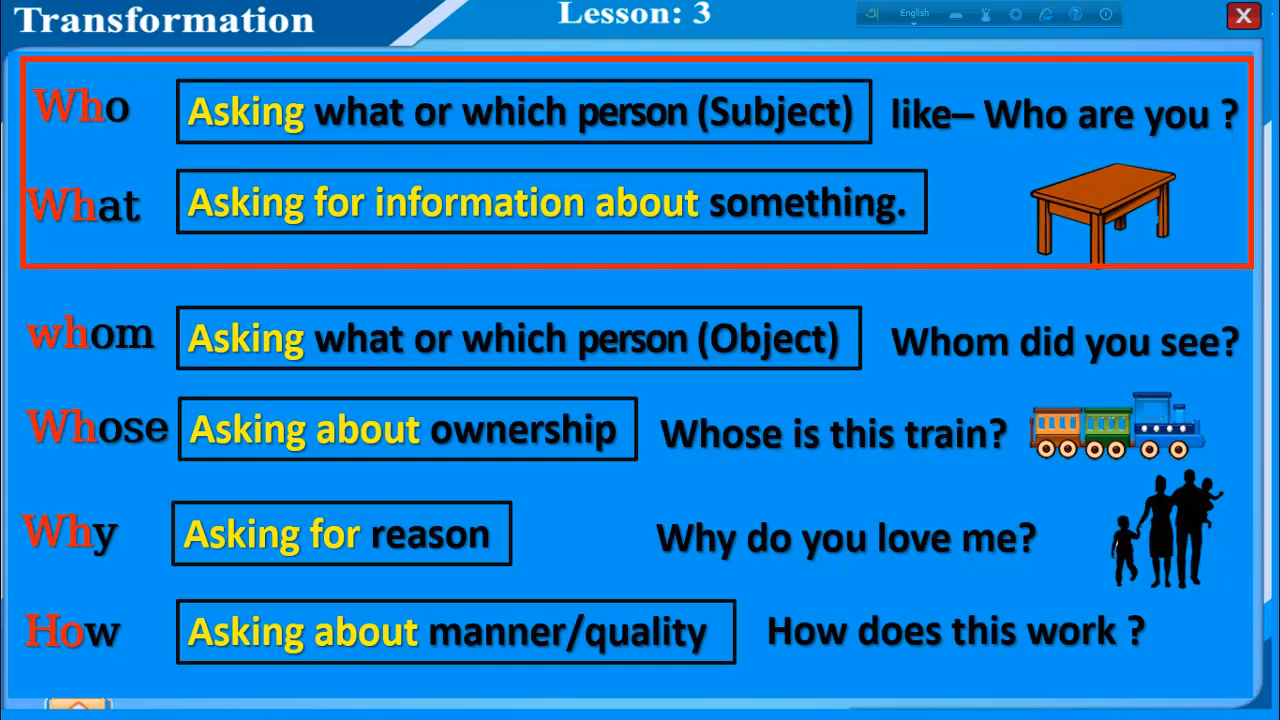 Transformation
Lesson: 3
English
Who Asking what or which person (Subject) like– Who are you ?
What Asking for information about something.
whom Asking what or which person (Object) Whom did you see?
Whose Asking about ownership Whose is this train?
Why Asking for reason Why do you love me?
How Asking about manner/quality How does this work ?